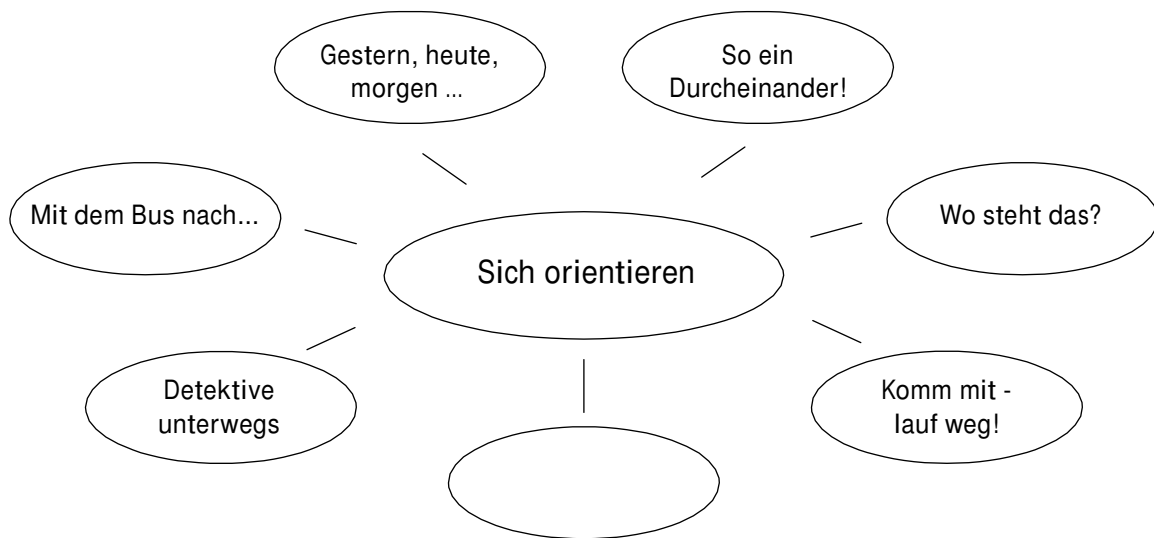 Gestern, heute,
morgen ...
So ein
Durcheinander!
Mit dem Bus nach...
Wo steht das?
Sich orientieren
Detektive
unterwegs
Komm mit -
lauf weg!